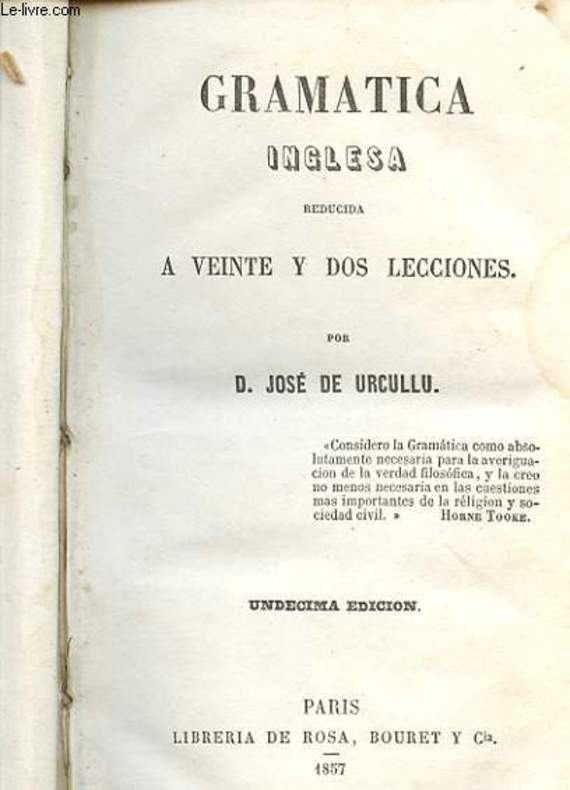 Le-livre.com
GRAMATICA
INGLESA
REDUCIDA
A VEINTE Y DOS LECCIONES.
POR
D. JOSÉ DE URCULLU.
«Considero la Gramática como abso-
lutamente necesaria para la averigua-
cion de la verdad filosófica, y la creo
no menos necesaria en las cuestiones
mas importantes de la réligion y so-
ciedad civil. » HORNE TOOKE.
UNDECIMA EDICION.
PARIS
LIBRERIA DE ROSA, BOURET Y Cia.
1857